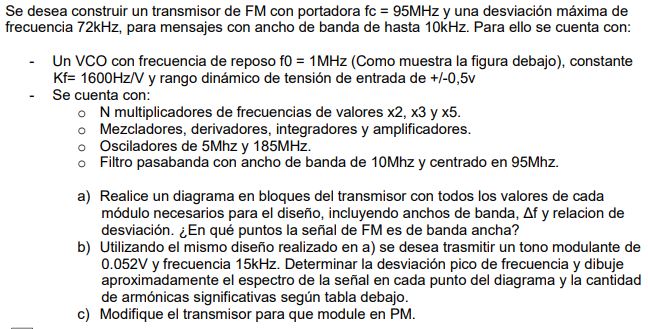 Se desea construir un transmisor de FM con portadora fc = 95MHz y una desviación máxima de
frecuencia 72kHz, para mensajes con ancho de banda de hasta 10kHz. Para ello se cuenta con:
- Un VCO con frecuencia de reposo f0 = 1MHz (Como muestra la figura debajo), constante
Kf= 1600Hz/V y rango dinámico de tensión de entrada de +/-0,5v
- Se cuenta con:
o N multiplicadores de frecuencias de valores x2, x3 y x5.
o Mezcladores, derivadores, integradores y amplificadores.
o Osciladores de 5Mhz y 185MHz.
o Filtro pasabanda con ancho de banda de 10Mhz y centrado en 95Mhz.
a) Realice un diagrama en bloques del transmisor con todos los valores de cada
módulo necesarios para el diseño, incluyendo anchos de banda, Δf y relacion de
desviación. ¿En qué puntos la señal de FM es de banda ancha?
b) Utilizando el mismo diseño realizado en a) se desea trasmitir un tono modulante de
0.052V y frecuencia 15kHz. Determinar la desviación pico de frecuencia y dibuje
aproximadamente el espectro de la señal en cada punto del diagrama y la cantidad
de armónicas significativas según tabla debajo.
c) Modifique el transmisor para que module en PM.